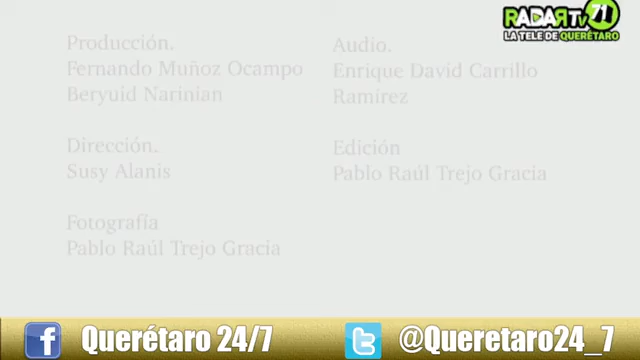 RADAR TV 71
LA TELE DE QUERÉTARO
Producción.
Fernando Muñoz Ocampo
Beryuid Narinian
Dirección.
Susy Alanis
Fotografía
Pablo Raúl Trejo Gracia
Audio.
Enrique David Carrillo
Ramírez
Edición
Pablo Raúl Trejo Gracia
f Querétaro 24/7
t @Queretaro24_7